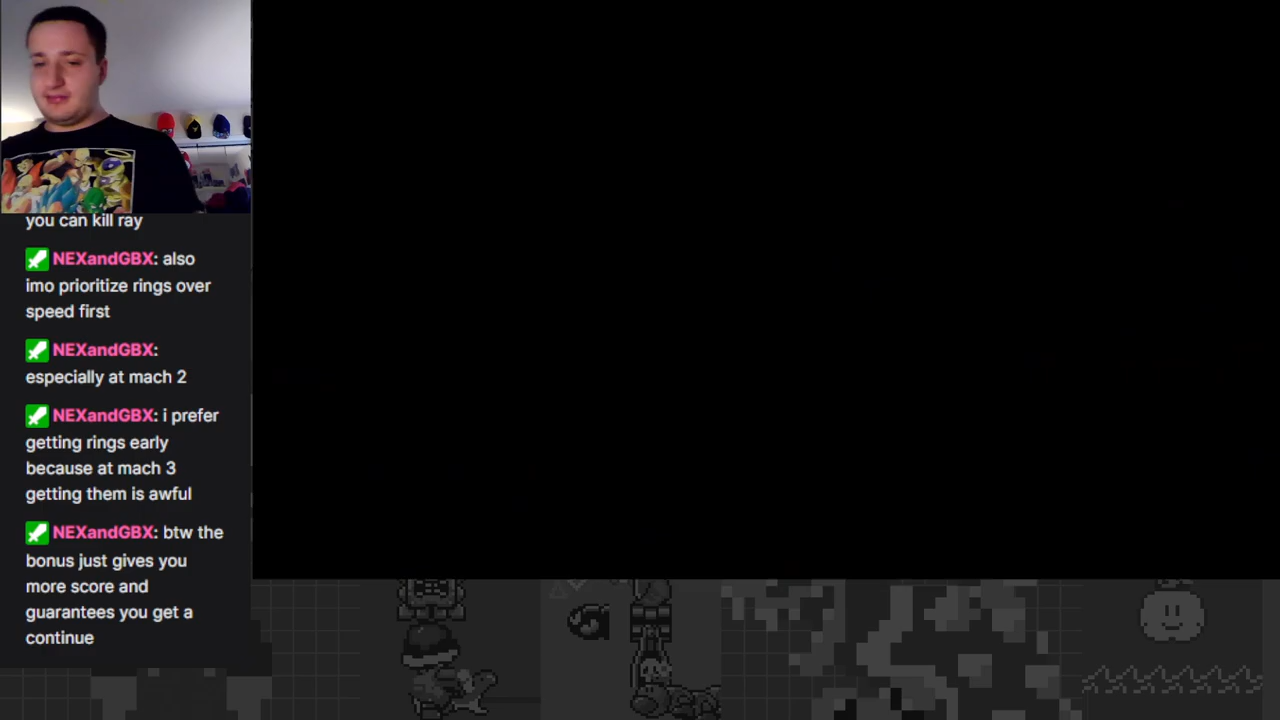 you can kill ray
NEXandGBX: also
imo prioritize rings over
speed first
NEXandGBX:
especially at mach 2
NEXandGBX: i prefer
getting rings early
because at mach 3
getting them is awful
NEXandGBX: btw the
bonus just gives you
more score and
guarantees you get a
continue